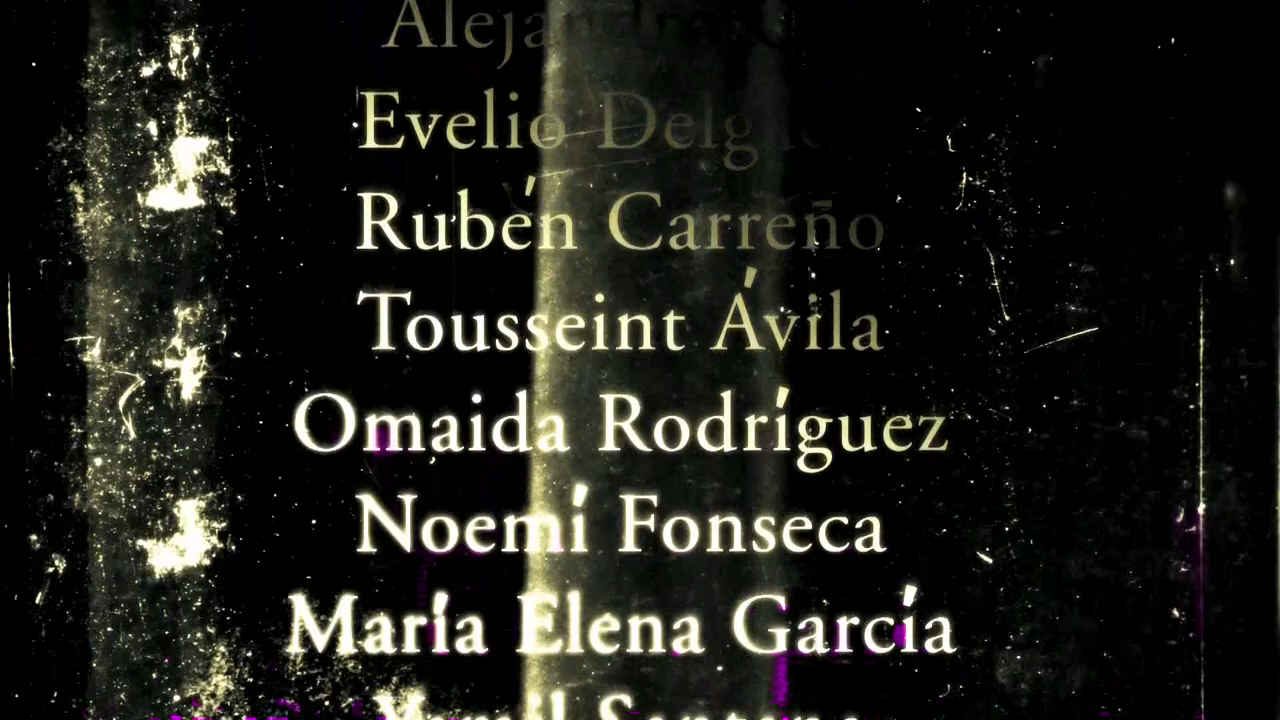 Evelio
Rubén Carreño
Tousseint Ávila
Omaida Rodríguez
Noemí Fonseca
María Elena García